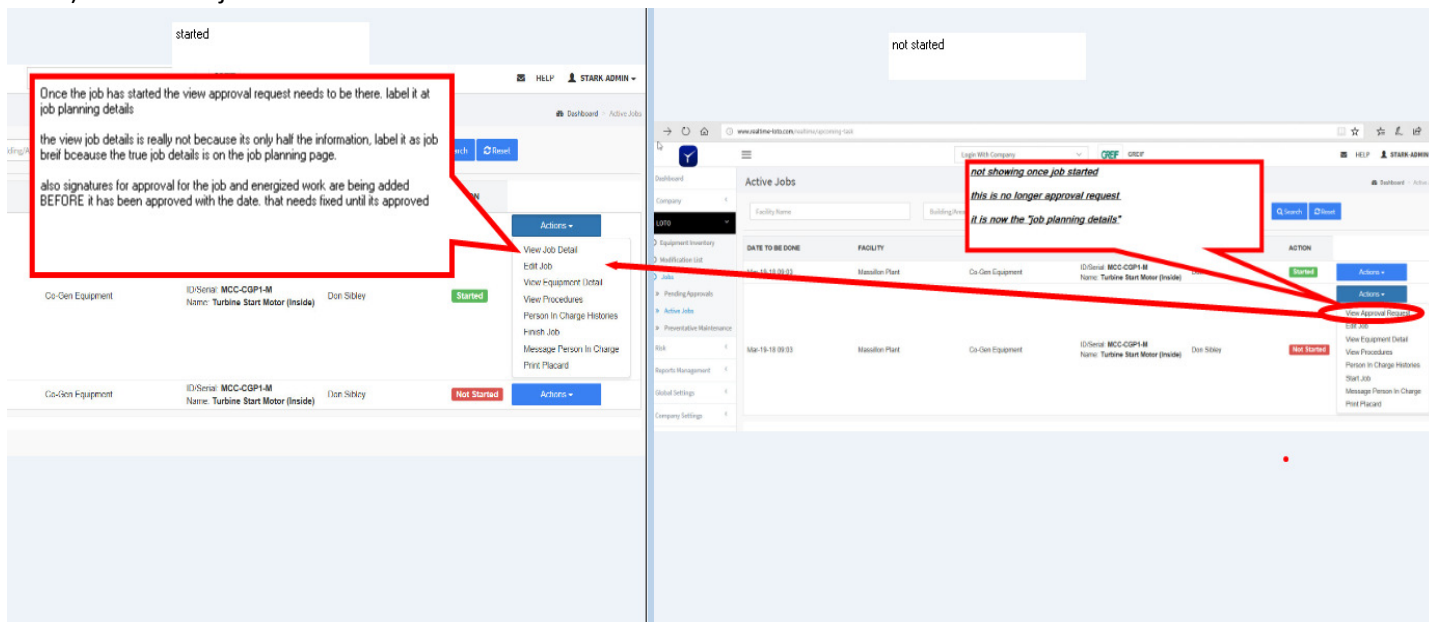 started
HELP STARK ADMIN
Once the job has started the view approval request needs to be there. label it at
job planning details
the view job details is really not because its only half the information, label it as job
breif bceause the true job details is on the job planning page.
also signatures for approval for the job and energized work are being added
BEFORE it has been approved with the date. that needs fixed until its approved
Dashboard - Active Jobs
Reset
Actions
View Job Detail
Edit Job
View Equipment Detail
View Procedures
Person In Charge Histories
Finish Job
Message Person In Charge
Print Placard
Co-Gen Equipment
ID/Serial: MCC-CGP1-M
Name: Turbine Start Motor (Inside)
Don Sibley
Started
Co-Gen Equipment
ID/Serial: MCC-CGP1-M
Name: Turbine Start Motor (Inside)
Don Sibley
Not Started
Actions
not started
www.realtime-loto.com/realtime/upcoming-task
Login With Company
GREIF
HELP STARK-ADMIN
not showing once job started
this is no longer approval request
it is now the "job planning details"
Dashboard
Company
LOTO
Equipment Inventory
Modification List
Jobs
Pending Approvals
Active Jobs
Preventative Maintenance
Risk
Reports Management
Global Settings
Company Settings
Active Jobs
Dashboard
Facility Name
Search Reset
DATE TO BE DONE FACILITY ACTION
Mar-19-18 09:03 Massillon Plant Co-Gen Equipment
ID/Serial: MCC-CGP1-M
Name: Turbine Start Motor (Inside)
Started Actions
Actions
View Approval Request
Edit Job
View Equipment Detail
View Procedures
Person In Charge Histories
Start Job
Message Person In Charge
Print Placard
Mar-19-18 09:03 Massillon Plant Co-Gen Equipment
ID/Serial: MCC-CGP1-M
Name: Turbine Start Motor (Inside)
Don Sibley Not Started